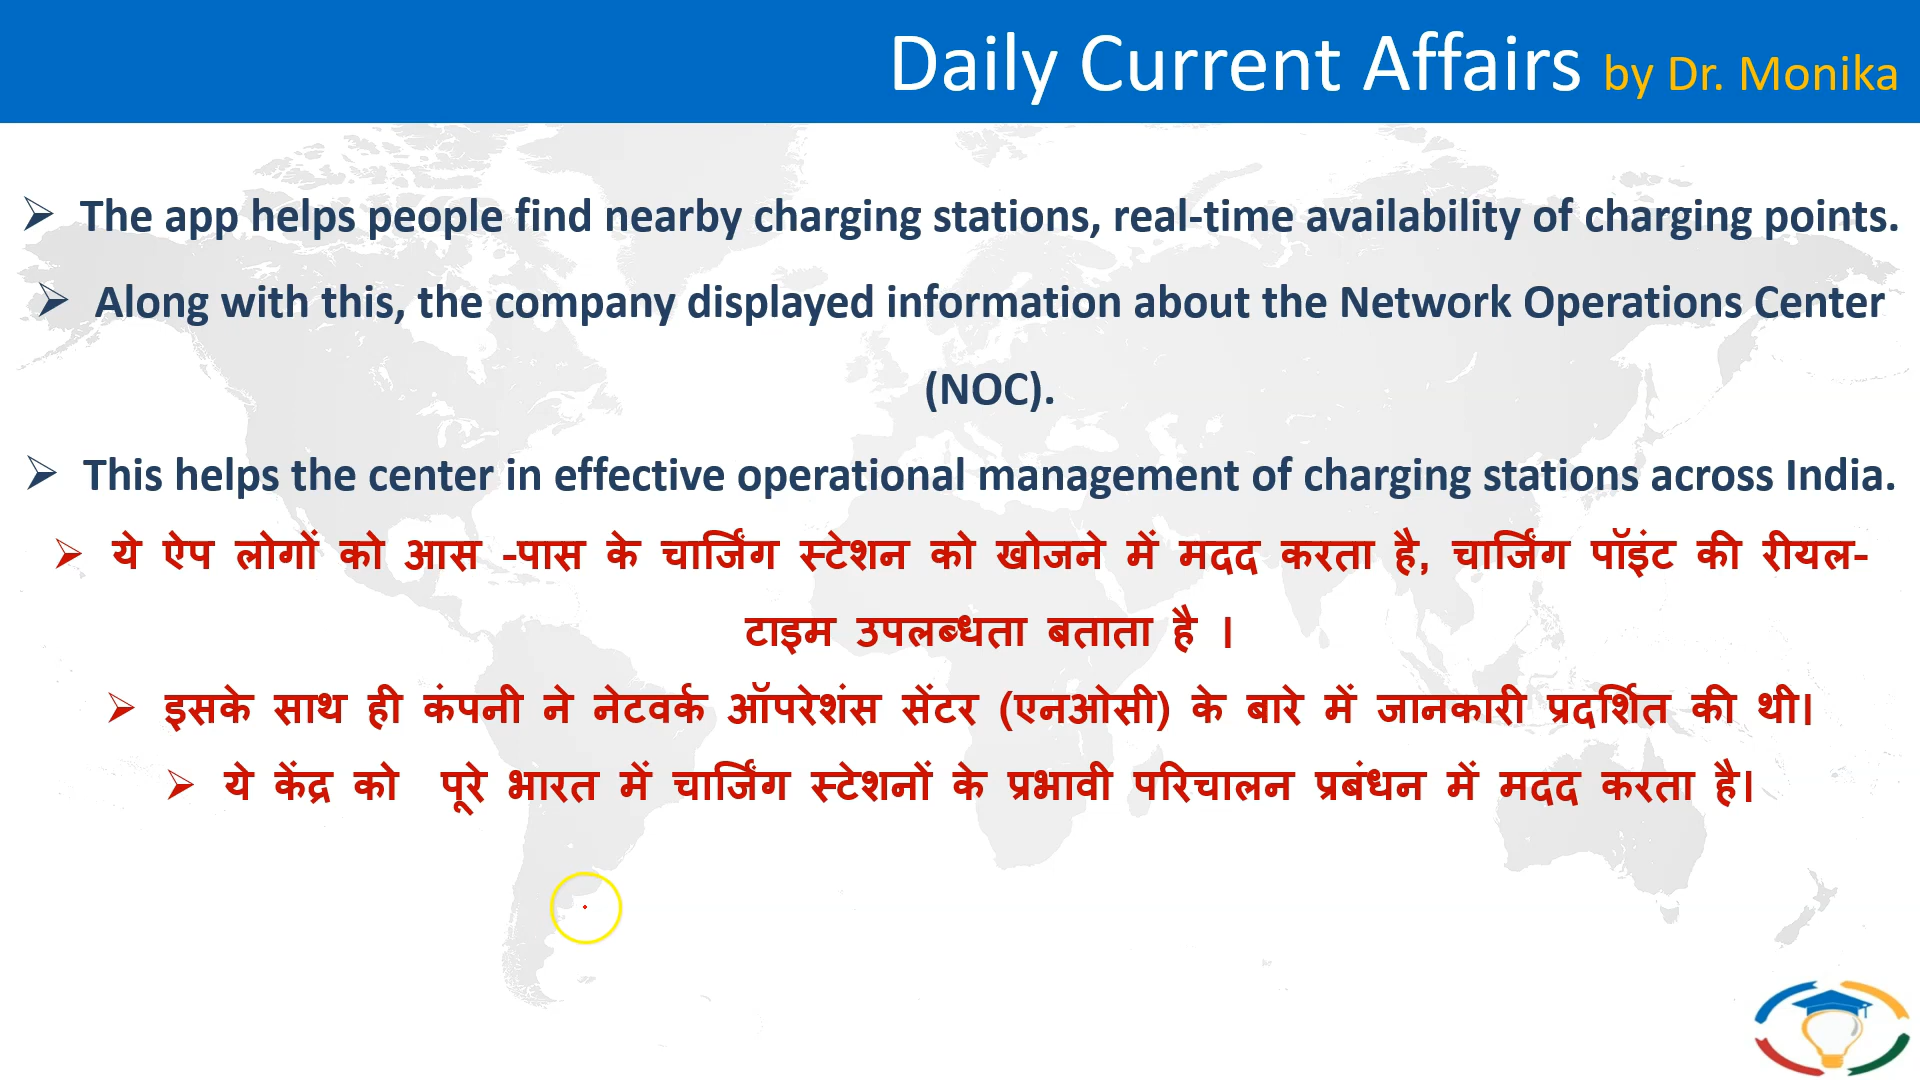 Daily Current Affairs by Dr. Monika
➢ The app helps people find nearby charging stations, real-time availability of charging points.
➢ Along with this, the company displayed information about the Network Operations Center
(NOC).
➢ This helps the center in effective operational management of charging stations across India.
➢ ये ऐप लोगों को आस -पास के चार्जिंग स्टेशन को खोजने में मदद करता है, चार्जिंग पॉइंट की रीयल-
टाइम उपलब्धता बताता है ।
➢ इसके साथ ही कंपनी ने नेटवर्क ऑपरेशंस सेंटर (एनओसी) के बारे में जानकारी प्रदर्शित की थी।
➢ ये केंद्र को पूरे भारत में चार्जिंग स्टेशनों के प्रभावी परिचालन प्रबंधन में मदद करता है।